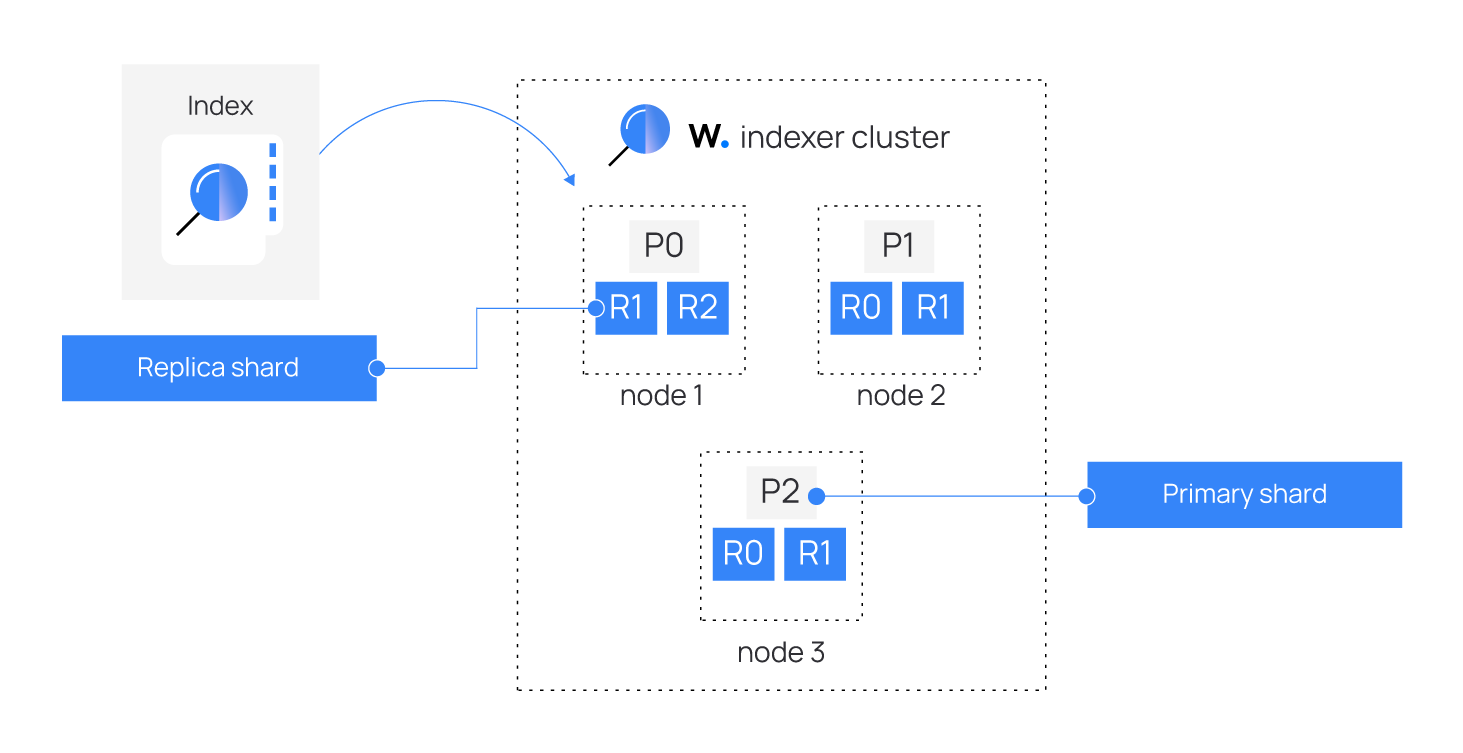 Index
W. indexer cluster
P0
P1
R1 R2
R0 R1
Replica shard
node 1
node 2
P2
Primary shard
R0 R1
node 3